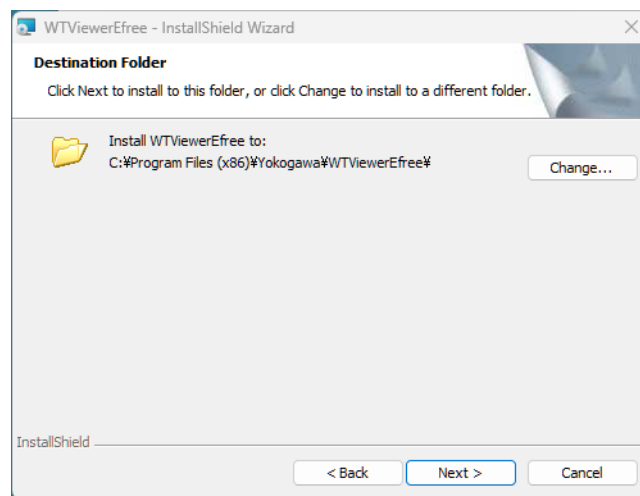 WTViewerEfree - InstallShield Wizard
Destination Folder
Click Next to install to this folder, or click Change to install to a different folder.
Install WTViewerEfree to:
C:¥Program Files (x86)¥Yokogawa¥WTViewerEfree¥
Change...
InstallShield
< Back
Next >
Cancel